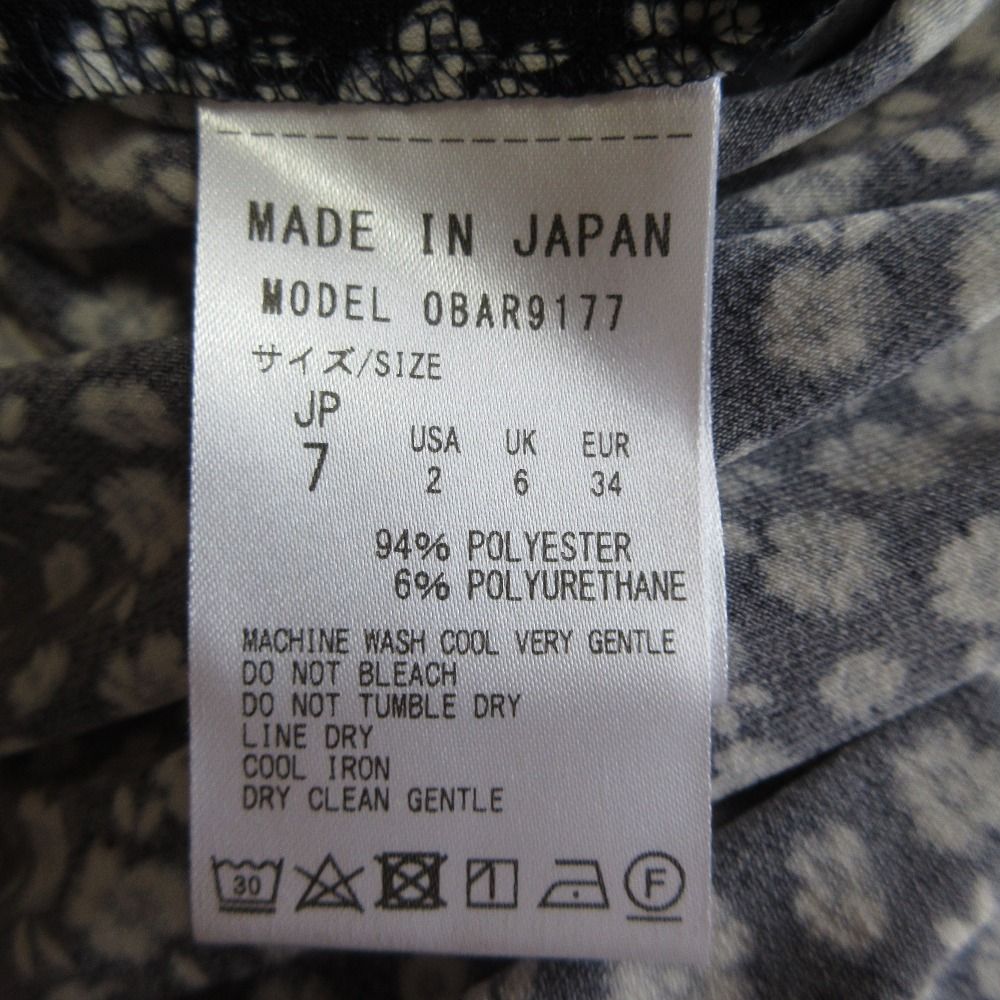 MADE IN JAPAN
MODEL OBAR9177
サイズ/SIZE
JP USA UK EUR
7 2 6 34
94% POLYESTER
6% POLYURETHANE
MACHINE WASH COOL VERY GENTLE
DO NOT BLEACH
DO NOT TUMBLE DRY
LINE DRY
COOL IRON
DRY CLEAN GENTLE
30 F